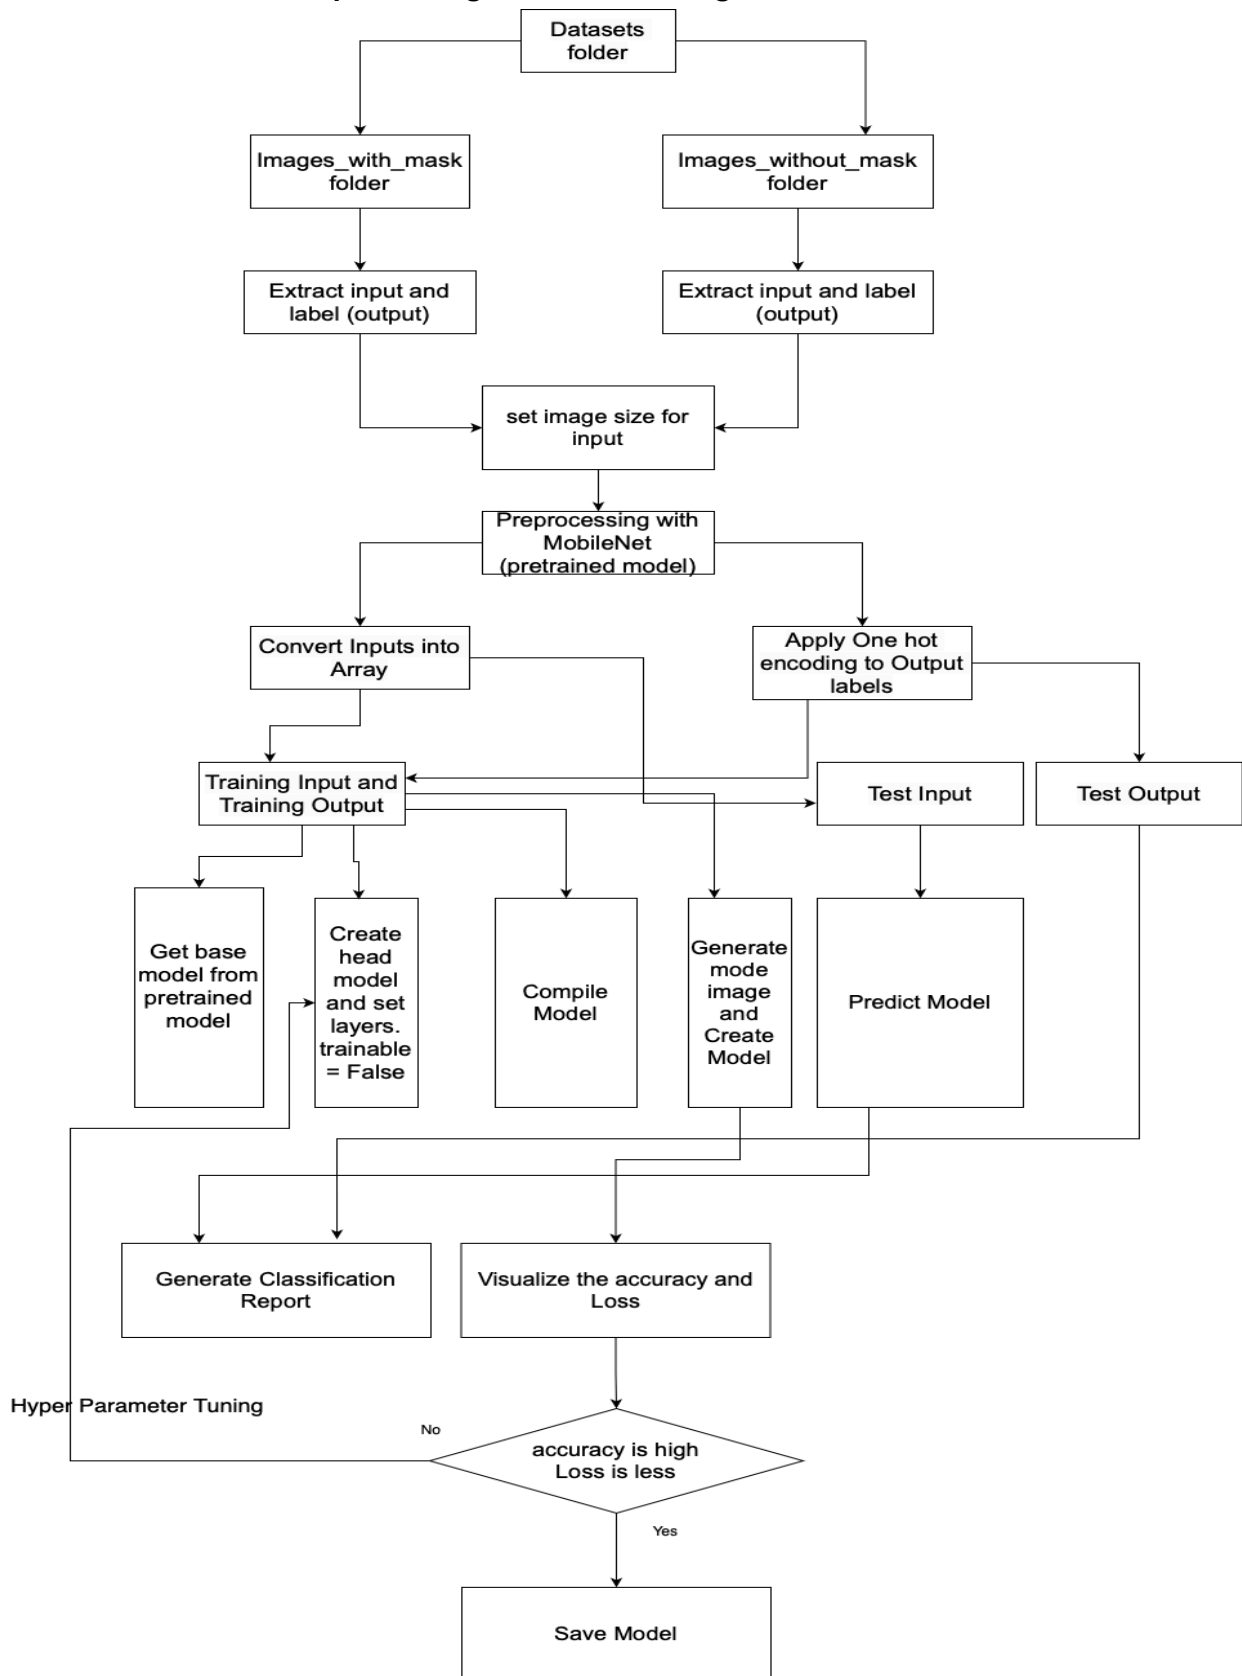 Datasets
folder
Images_with_mask
folder
Images_without_mask
folder
Extract input and
label (output)
Extract input and label
(output)
set image size for
input
Preprocessing with
MobileNet
(pretrained model)
Convert Inputs into
Array
Apply One hot
encoding to Output
labels
Training Input and
Training Output
Test Input
Test Output
Get base
model from
pretrained
model
Create
head
model
and set
layers.
trainable
= False
Compile
Model
Generate
mode
image
and
Create
Model
Predict Model
Generate Classification
Report
Visualize the accuracy and
Loss
Hyper Parameter Tuning
No
accuracy is high
Loss is less
Yes
Save Model